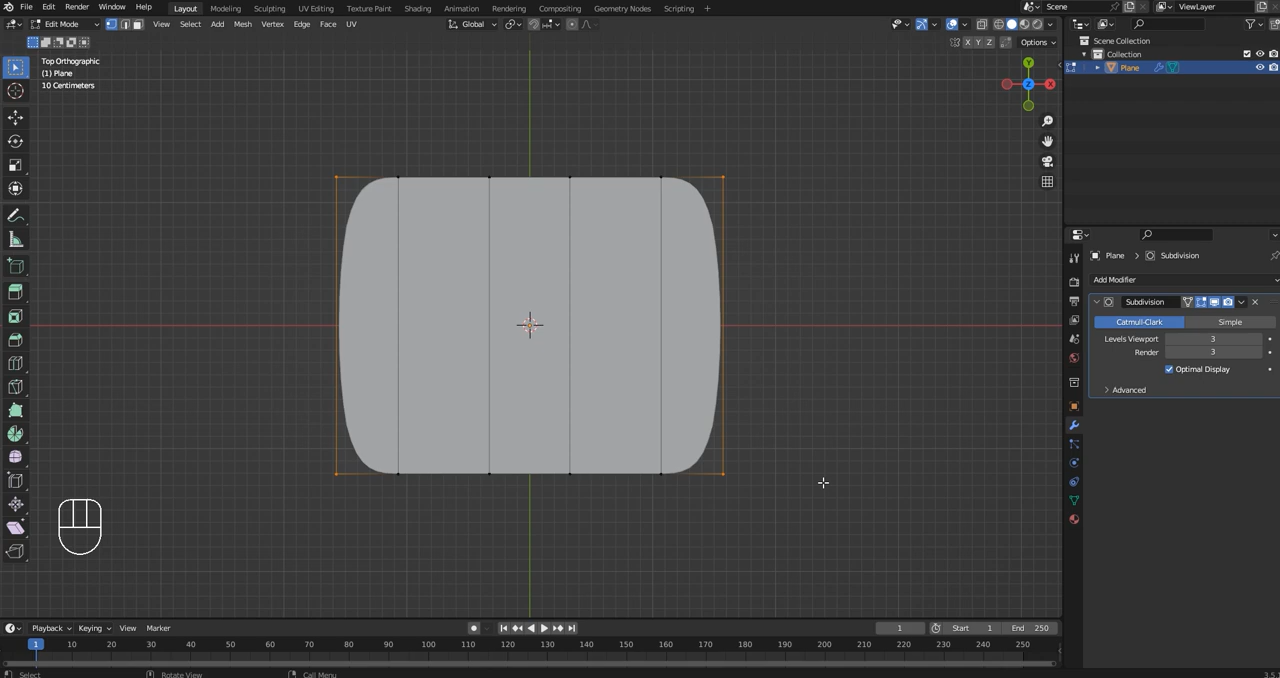 File Edit Render Window Help Layout Modeling Sculpting UV Editing Texture Paint Shading Animation Rendering Compositing Geometry Nodes Scripting + Scene ViewLayer
Edit Mode View Select Add Mesh Vertex Edge Face UV Global
X Y Z Options
Top Orthographic
(1) Plane
10 Centimeters
Y
Z X
Scene Collection
Collection
Plane
Plane > Subdivision
Add Modifier
Subdivision
Catmull-Clark Simple
Levels Viewport 3
Render 3
Optimal Display
Advanced
Playback Keying View Marker 1 Start 1 End 250
1 10 20 30 40 50 60 70 80 90 100 110 120 130 140 150 160 170 180 190 200 210 220 230 240 250
Select Rotate View Call Menu 3.5